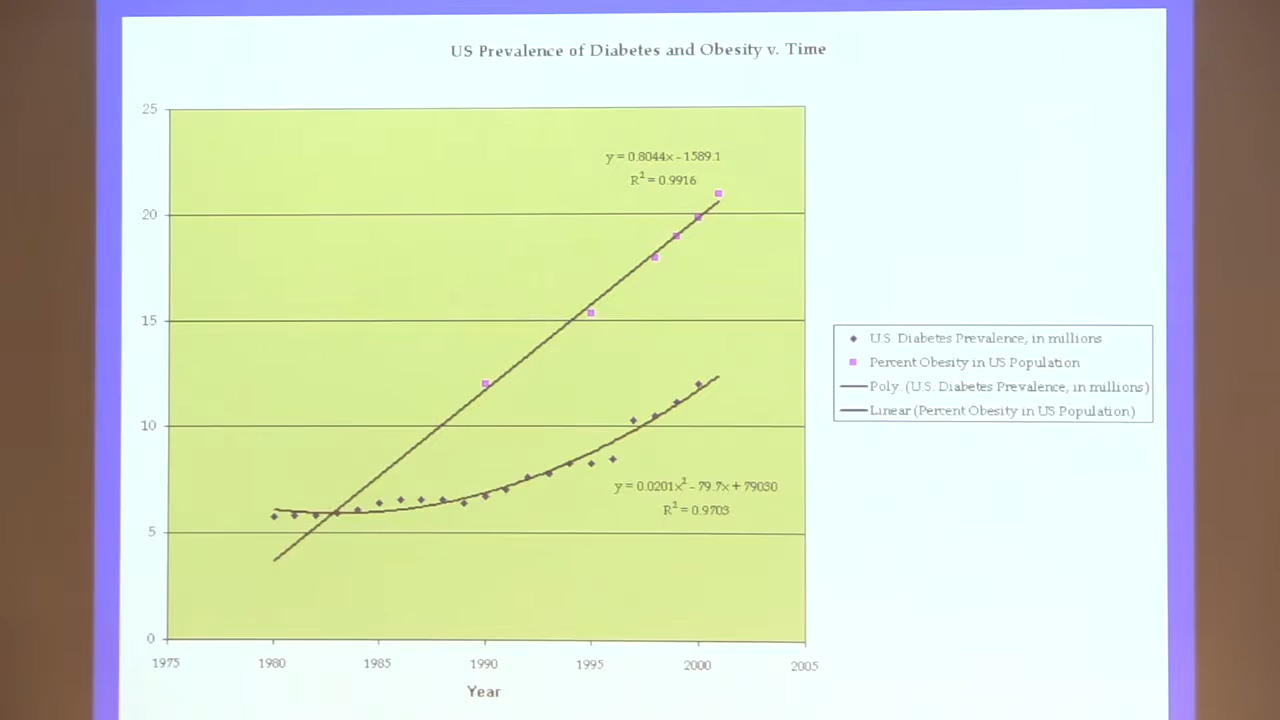 US Prevalence of Diabetes and Obesity v. Time
25
20
15
10
5
0
y = 0.8044x - 1589.1
R² = 0.9916
y = 0.0201x² - 79.7x + 79030
R² = 0.9703
1975 1980 1985 1990 1995 2000 2005
Year
U.S. Diabetes Prevalence, in millions
Percent Obesity in US Population
Poly. (U.S. Diabetes Prevalence, in millions)
Linear (Percent Obesity in US Population)